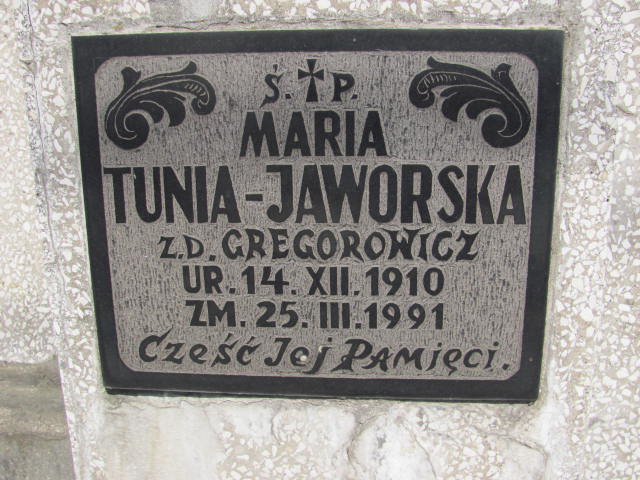 Ś.†P.
MARIA
TUNIA-JAWORSKA
Z.D. GREGOROWICZ
UR. 14. XII. 1910
ZM. 25. III. 1991
Cześć Jej Pamięci.